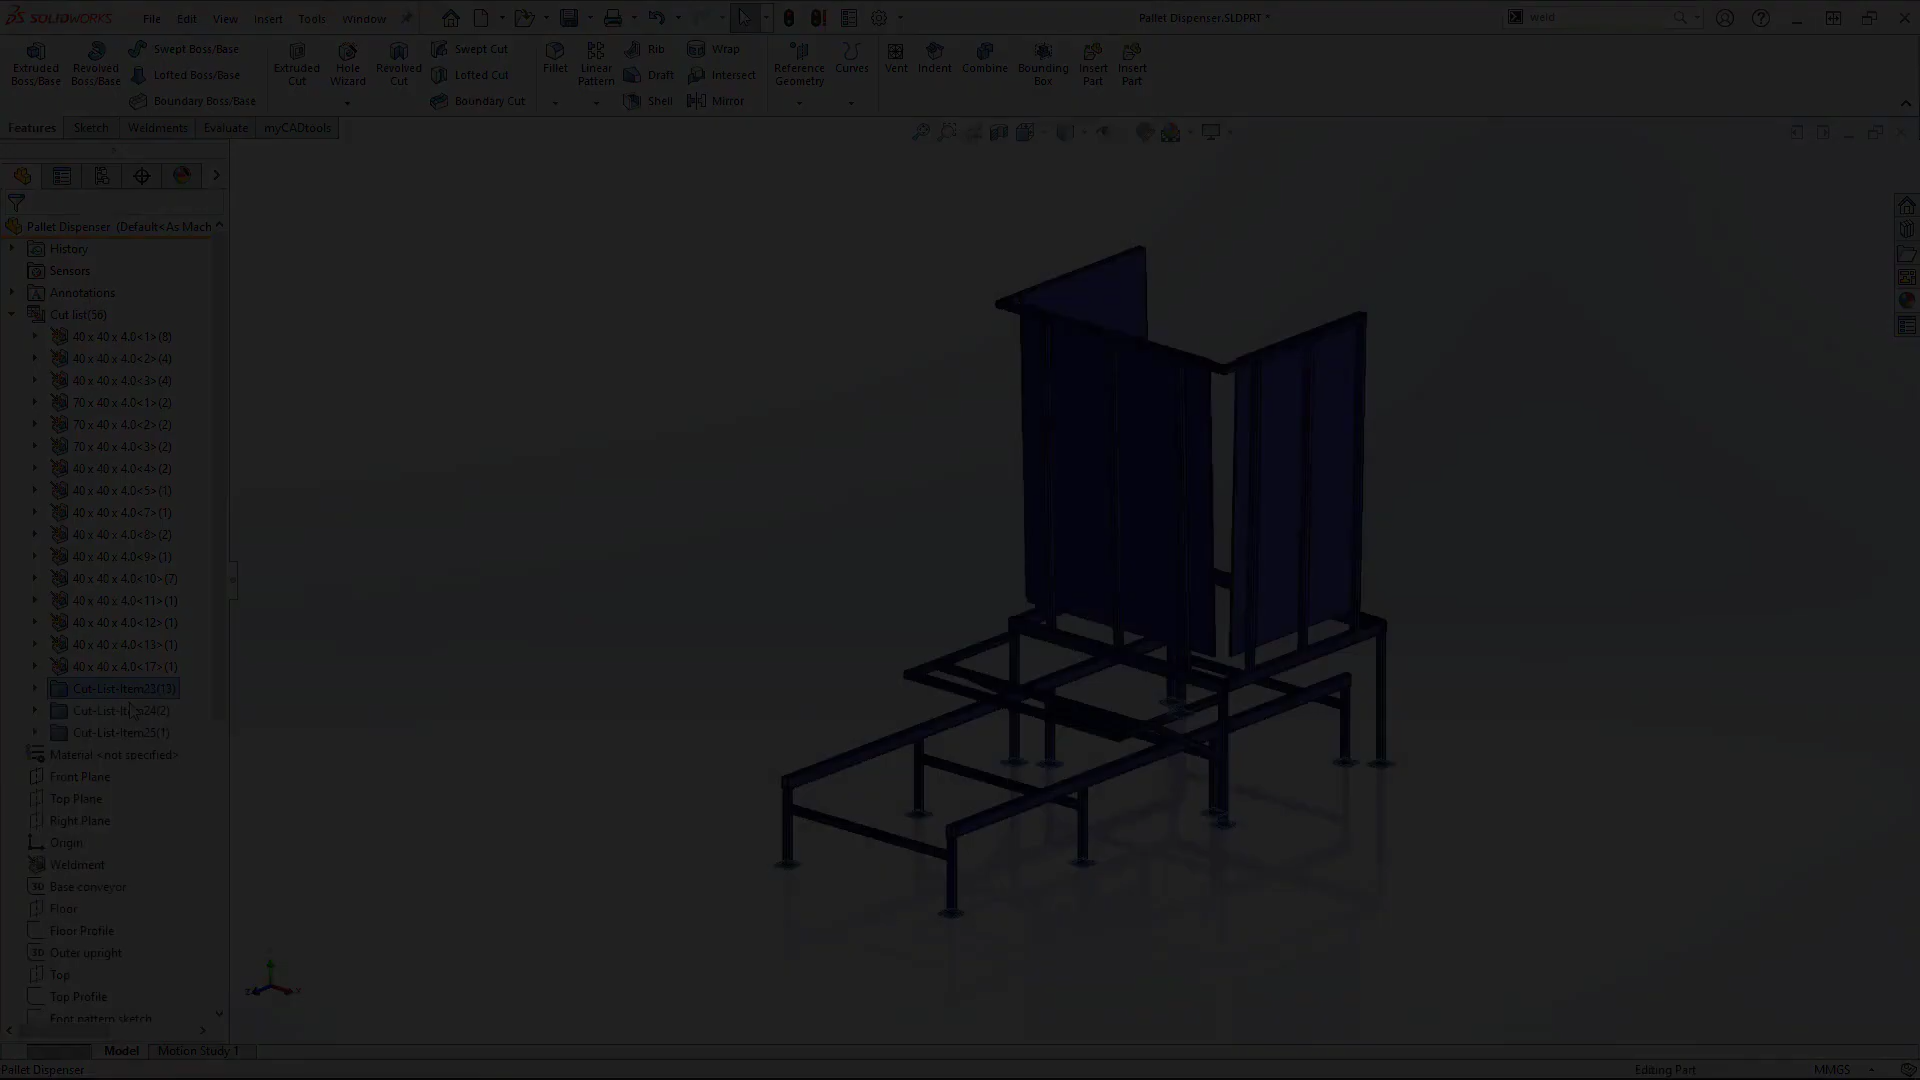 SOLIDWORKS File Edit View Insert Tools Window
Pallet Dispenser.SLDPRT *
weld
Extruded Boss/Base
Revolved Boss/Base
Swept Boss/Base
Lofted Boss/Base
Boundary Boss/Base
Extruded Cut
Hole Wizard
Revolved Cut
Swept Cut
Lofted Cut
Boundary Cut
Fillet
Linear Pattern
Rib
Draft
Shell
Wrap
Intersect
Mirror
Reference Geometry
Curves
Vent
Indent
Combine
Bounding Box
Insert Part
Insert Part
Features Sketch Weldments Evaluate myCADtools
Pallet Dispenser (Default<As Mach
History
Sensors
Annotations
Cut list(56)
40 x 40 x 4.0<1>(8)
40 x 40 x 4.0<2>(4)
40 x 40 x 4.0<3>(4)
70 x 40 x 4.0<1>(2)
70 x 40 x 4.0<2>(2)
70 x 40 x 4.0<3>(2)
40 x 40 x 4.0<4>(2)
40 x 40 x 4.0<5>(1)
40 x 40 x 4.0<7>(1)
40 x 40 x 4.0<8>(2)
40 x 40 x 4.0<9>(1)
40 x 40 x 4.0<10>(7)
40 x 40 x 4.0<11>(1)
40 x 40 x 4.0<12>(1)
40 x 40 x 4.0<13>(1)
40 x 40 x 4.0<17>(1)
Cut-List-Item23(13)
Cut-List-Item24(2)
Cut-List-Item25(1)
Material <not specified>
Front Plane
Top Plane
Right Plane
Origin
Weldment
3D Base conveyor
Floor
Floor Profile
3D Outer upright
Top
Top Profile
Foot pattern sketch
Model Motion Study 1
Pallet Dispenser
Editing Part
MMGS